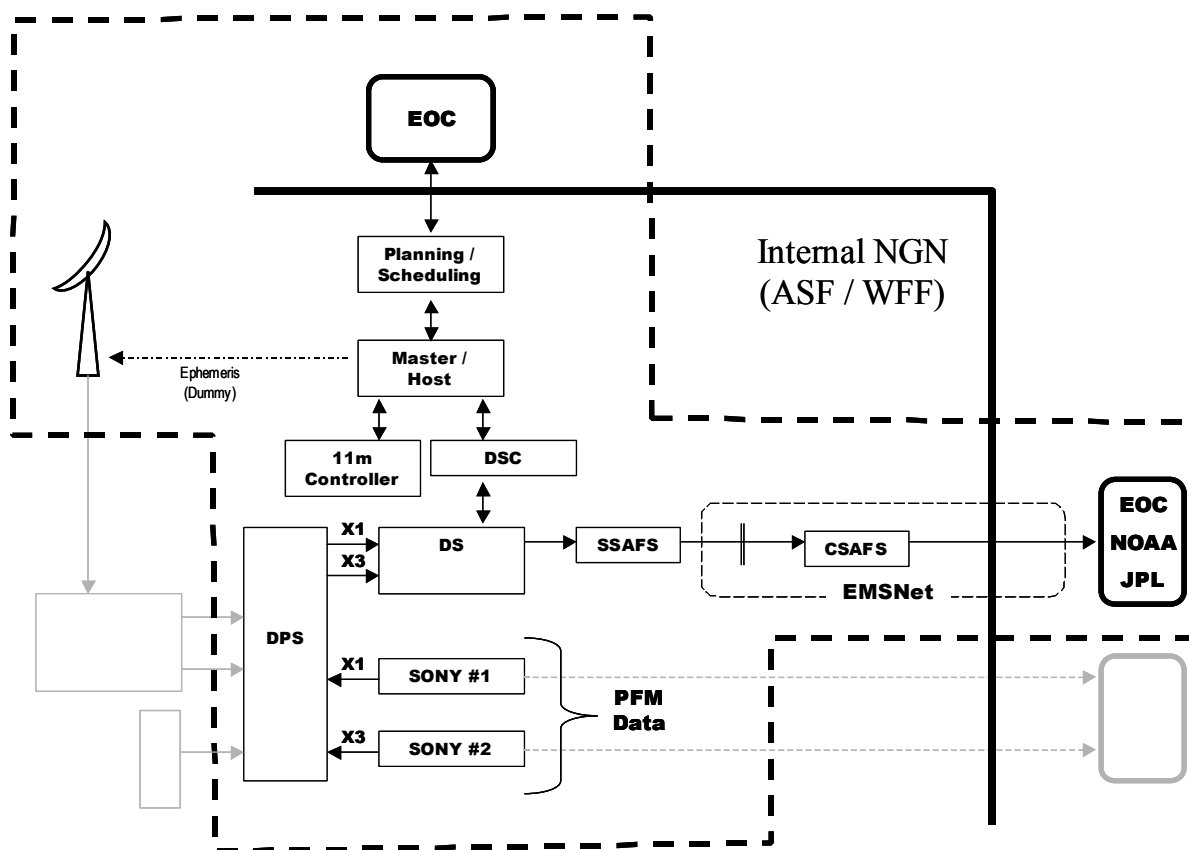 EOC
Planning /
Scheduling
Internal NGN
(ASF / WFF)
Master /
Host
Ephemeris
(Dummy)
11m
Controller
DSC
X1
X3
DS
SSAFS
CSAFS
EMSNet
EOC
NOAA
JPL
DPS
X1
SONY #1
PFM
Data
X3
SONY #2